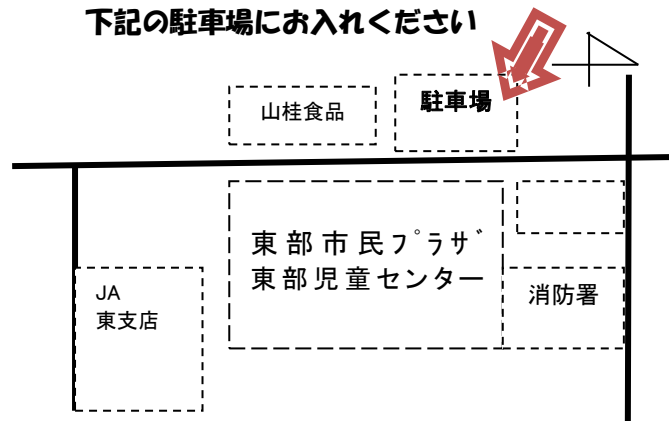 下記の駐車場にお入れください
山桂食品
駐車場
東部市民ﾌﾟﾗｻﾞ
東部児童センター
消防署
JA
東支店